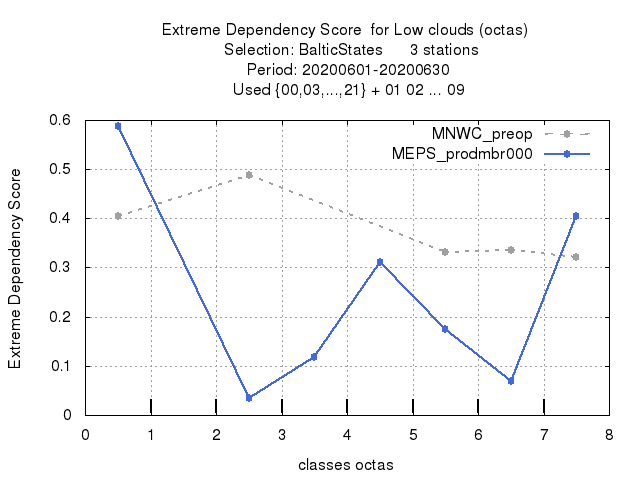 Extreme Dependency Score  for Low clouds (octas)
Selection: BalticStates      3 stations
Period: 20200601-20200630
Used {00,03,...,21} + 01 02 ... 09
MNWC_preop
MEPS_prodmbr000
Extreme Dependency Score
0.6
0.5
0.4
0.3
0.2
0.1
0
0 1 2 3 4 5 6 7 8
classes octas